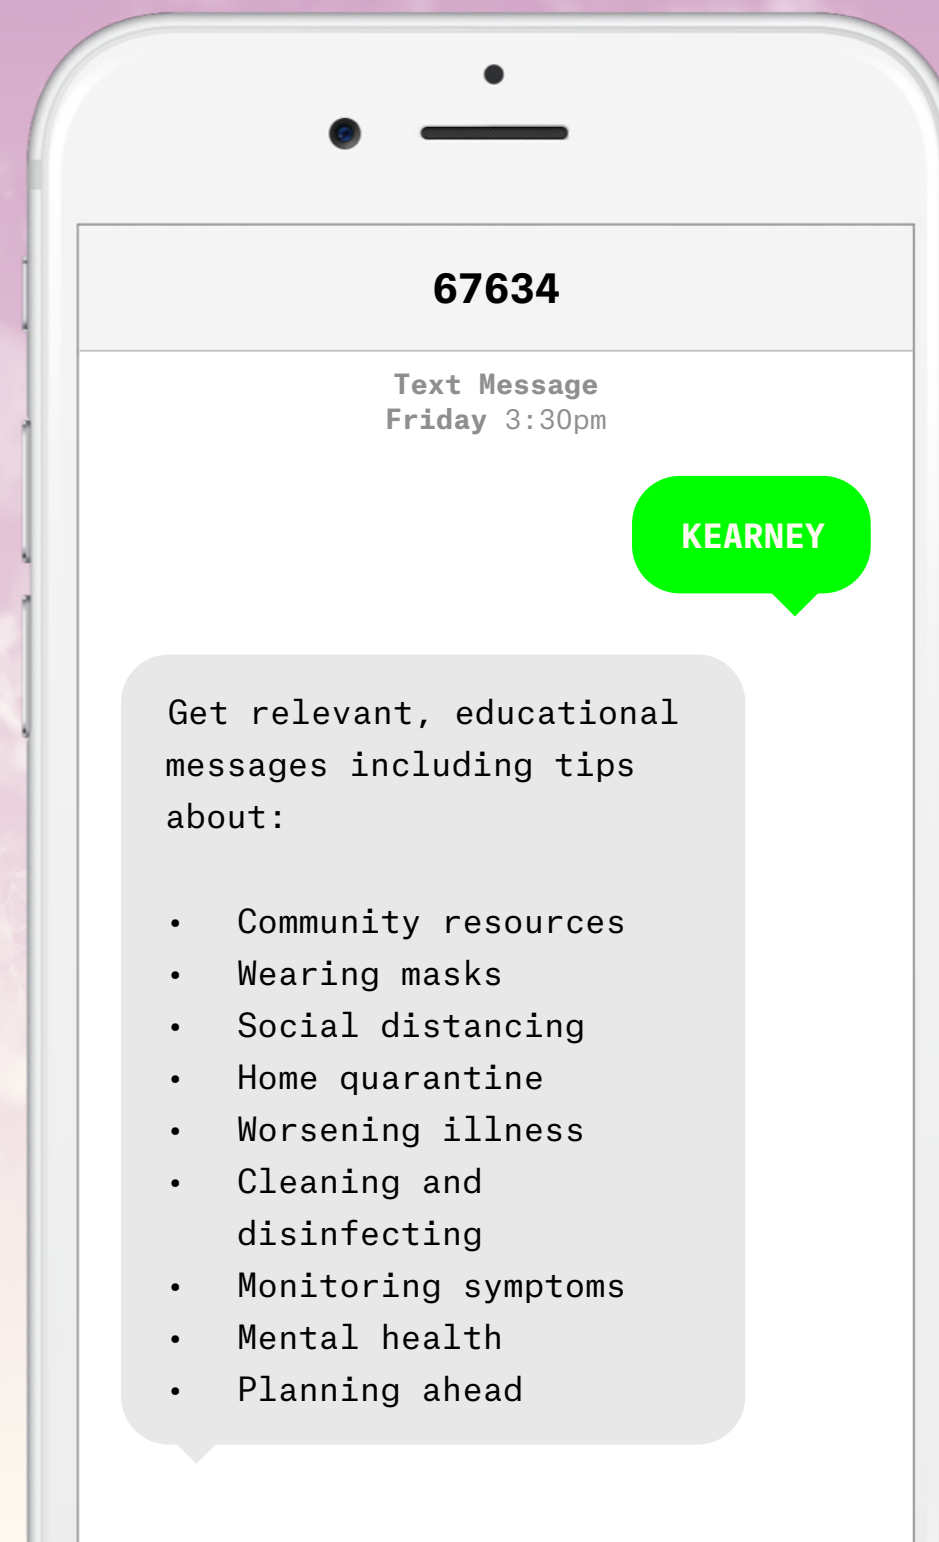 67634
Text Message
Friday 3:30pm
KEARNEY
Get relevant, educational
messages including tips
about:
• Community resources
• Wearing masks
• Social distancing
• Home quarantine
• Worsening illness
• Cleaning and
disinfecting
• Monitoring symptoms
• Mental health
• Planning ahead